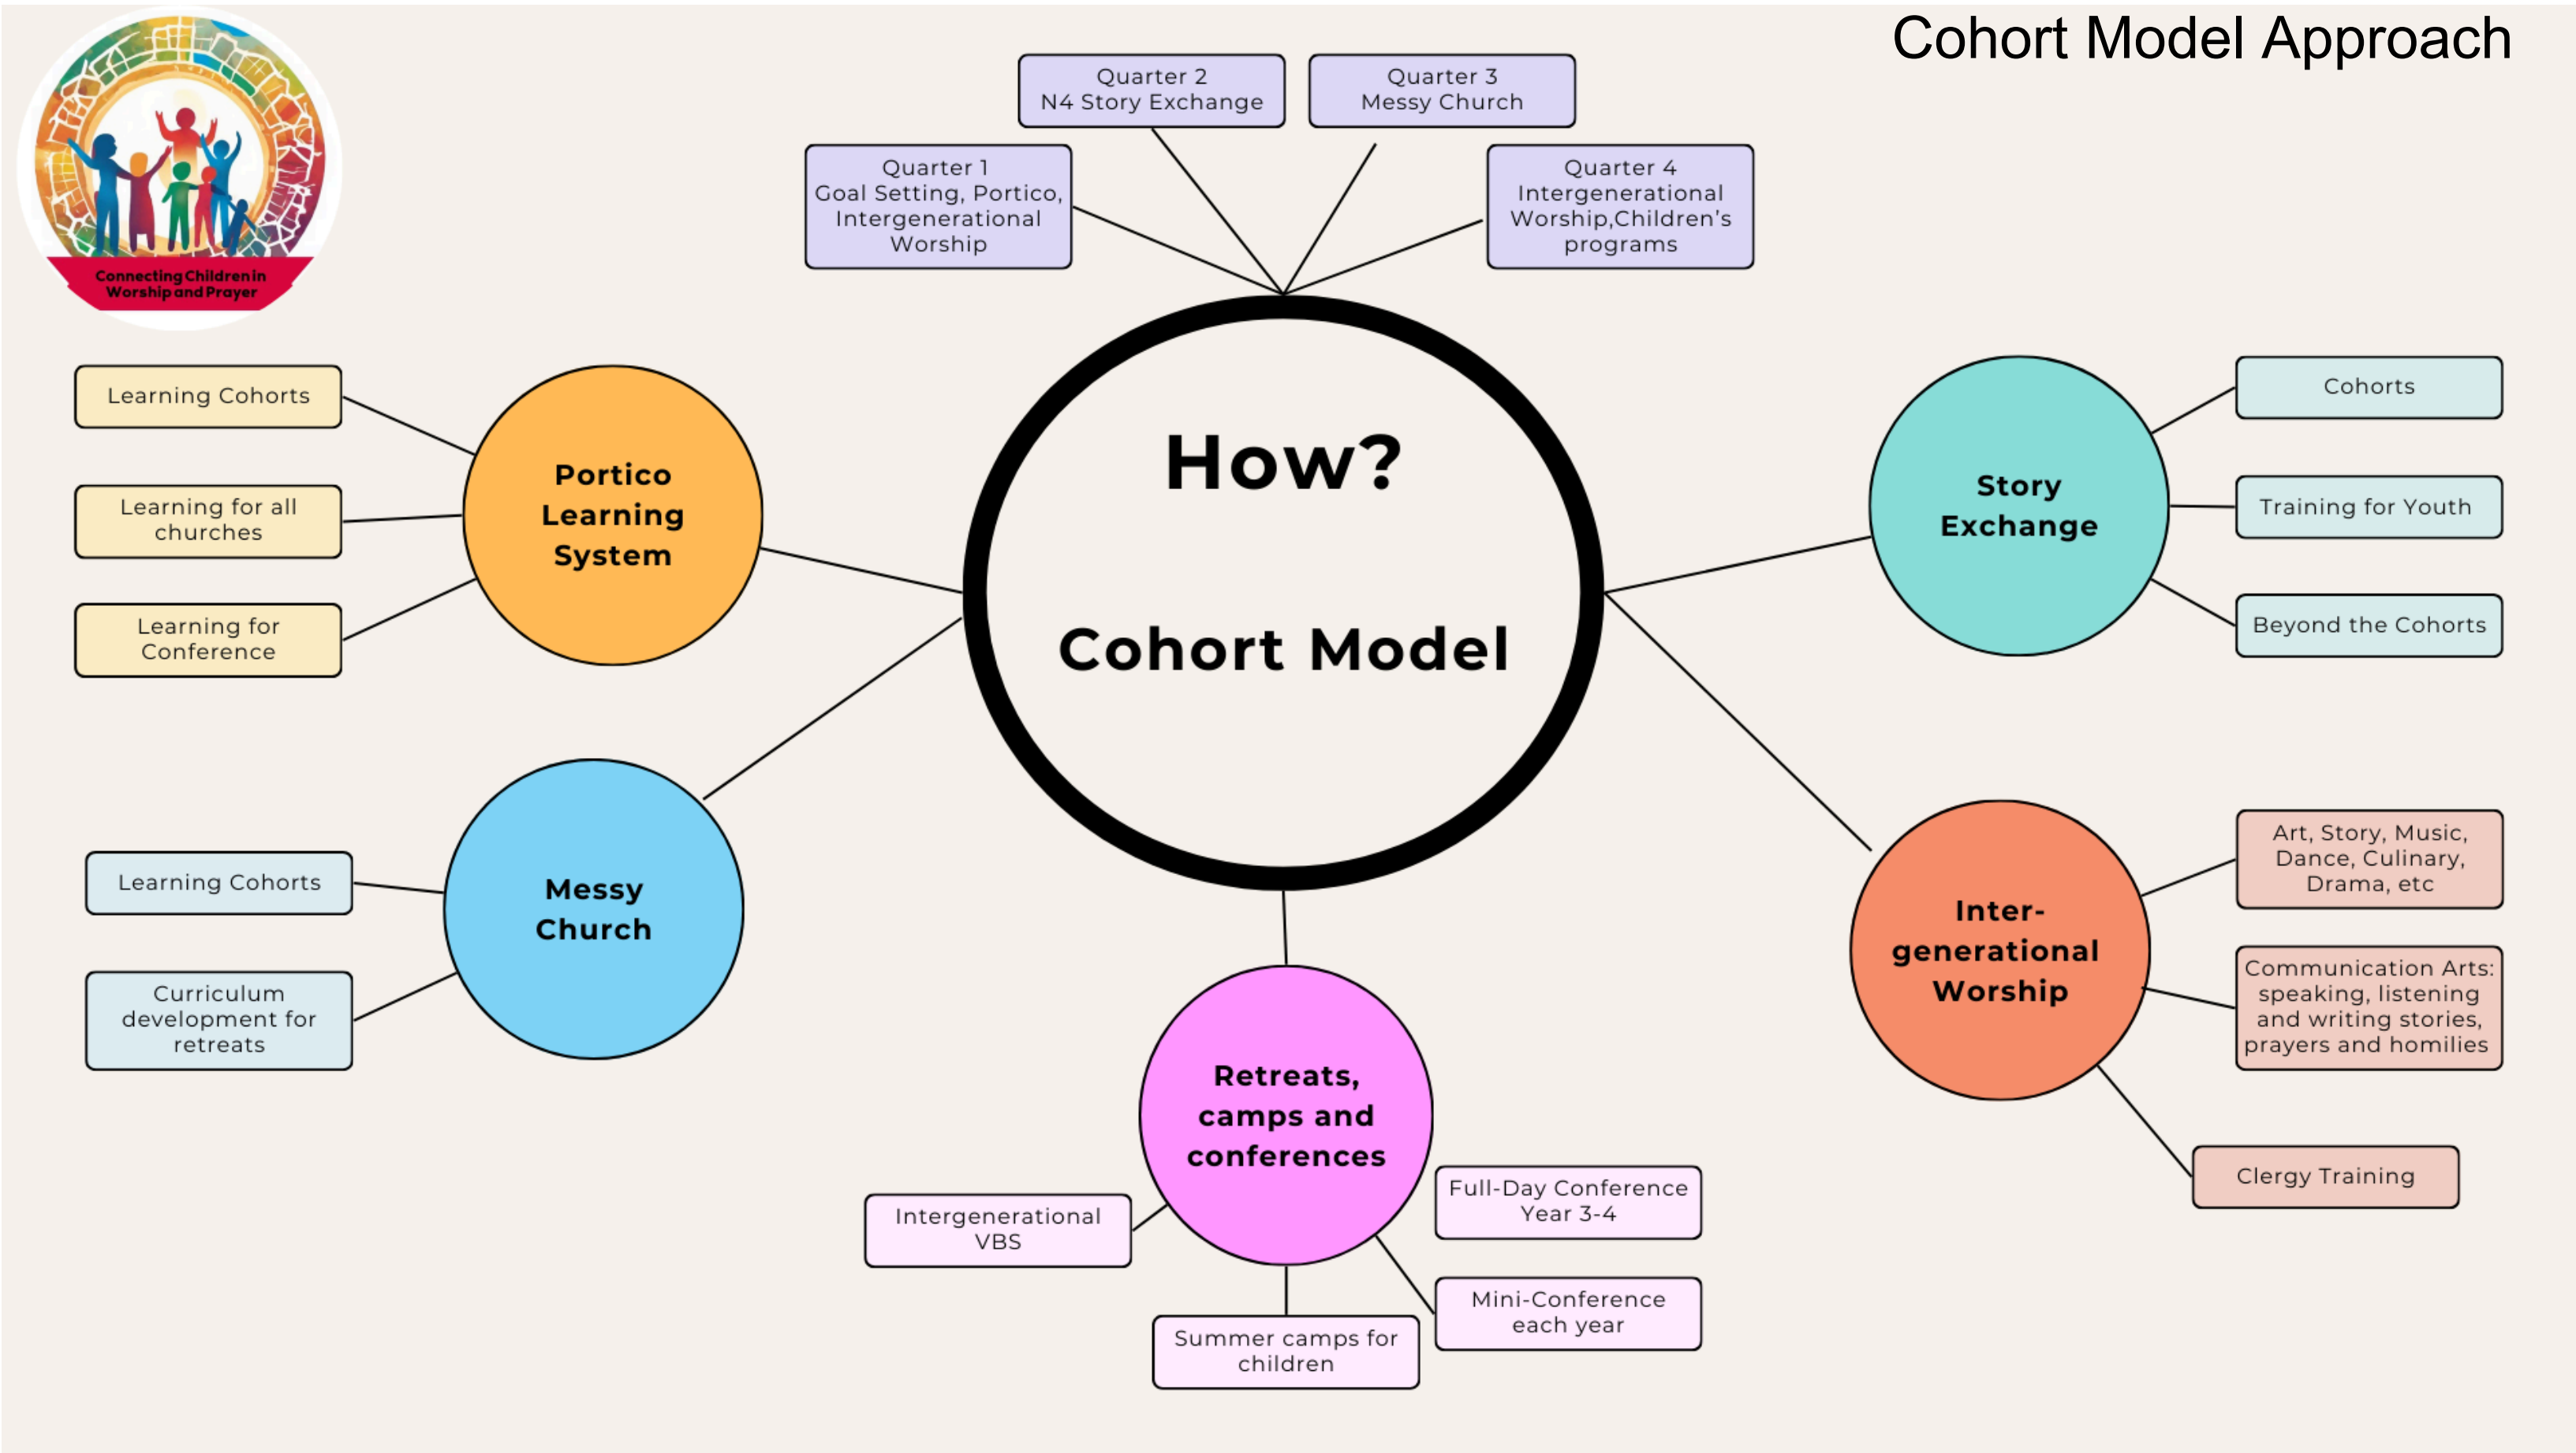 Cohort Model Approach
Connecting Children in
Worship and Prayer
Quarter 1
Goal Setting, Portico,
Intergenerational
Worship
Quarter 2
N4 Story Exchange
Quarter 3
Messy Church
Quarter 4
Intergenerational
Worship,Children's
programs
How?
Cohort Model
Portico
Learning
System
Learning Cohorts
Learning for all
churches
Learning for
Conference
Messy
Church
Learning Cohorts
Curriculum
development for
retreats
Retreats,
camps and
conferences
Intergenerational
VBS
Summer camps for
children
Full-Day Conference
Year 3-4
Mini-Conference
each year
Story
Exchange
Cohorts
Training for Youth
Beyond the Cohorts
Inter-
generational
Worship
Art, Story, Music,
Dance, Culinary,
Drama, etc
Communication Arts:
speaking, listening
and writing stories,
prayers and homilies
Clergy Training